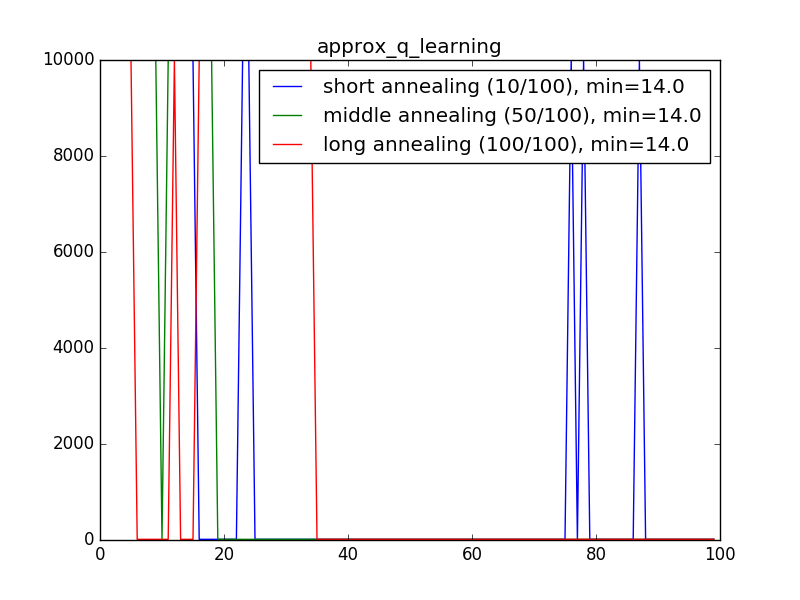 approx_q_learning
10000
8000
6000
4000
2000
0
short annealing (10/100), min=14.0
middle annealing (50/100), min=14.0
long annealing (100/100), min=14.0
0 20 40 60 80 100